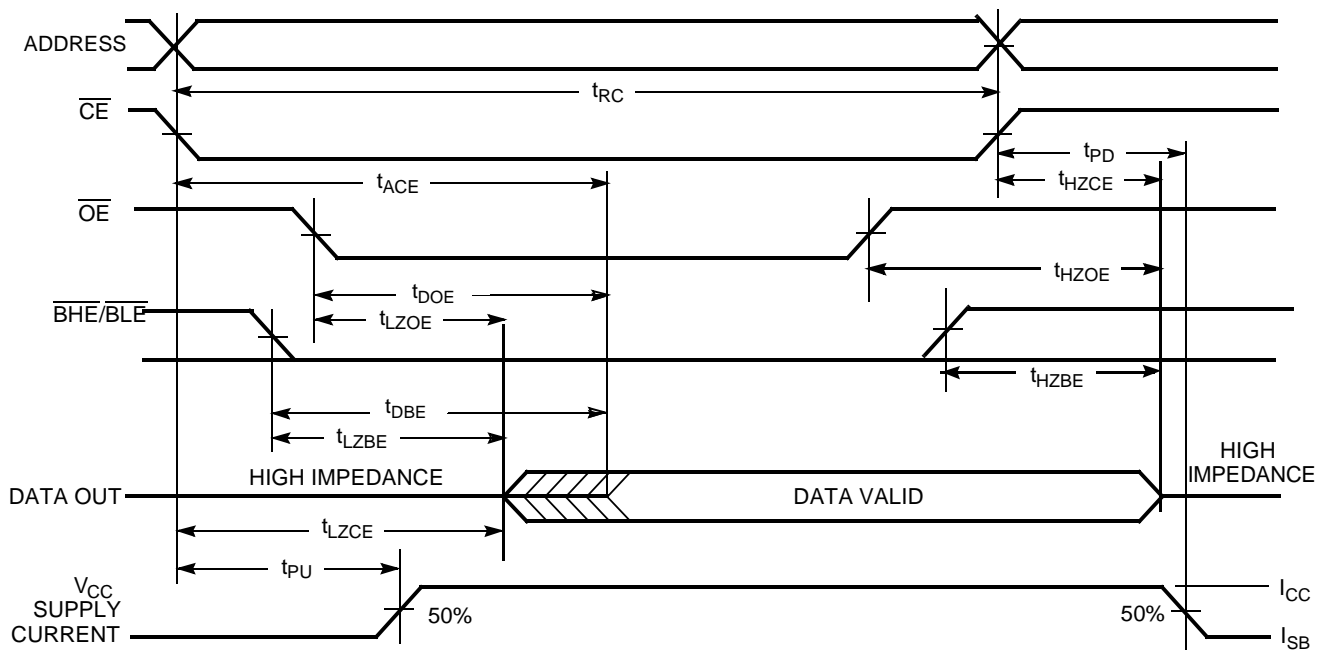 ADDRESS
tRC
CE
tPD
tACE
tHZCE
OE
tHZOE
tDOE
BHE/BLE
tLZOE
tHZBE
tDBE
tLZBE
HIGH IMPEDANCE
HIGH
IMPEDANCE
DATA OUT
DATA VALID
tLZCE
tPU
VCC
SUPPLY
CURRENT
50%
50%
ICC
ISB